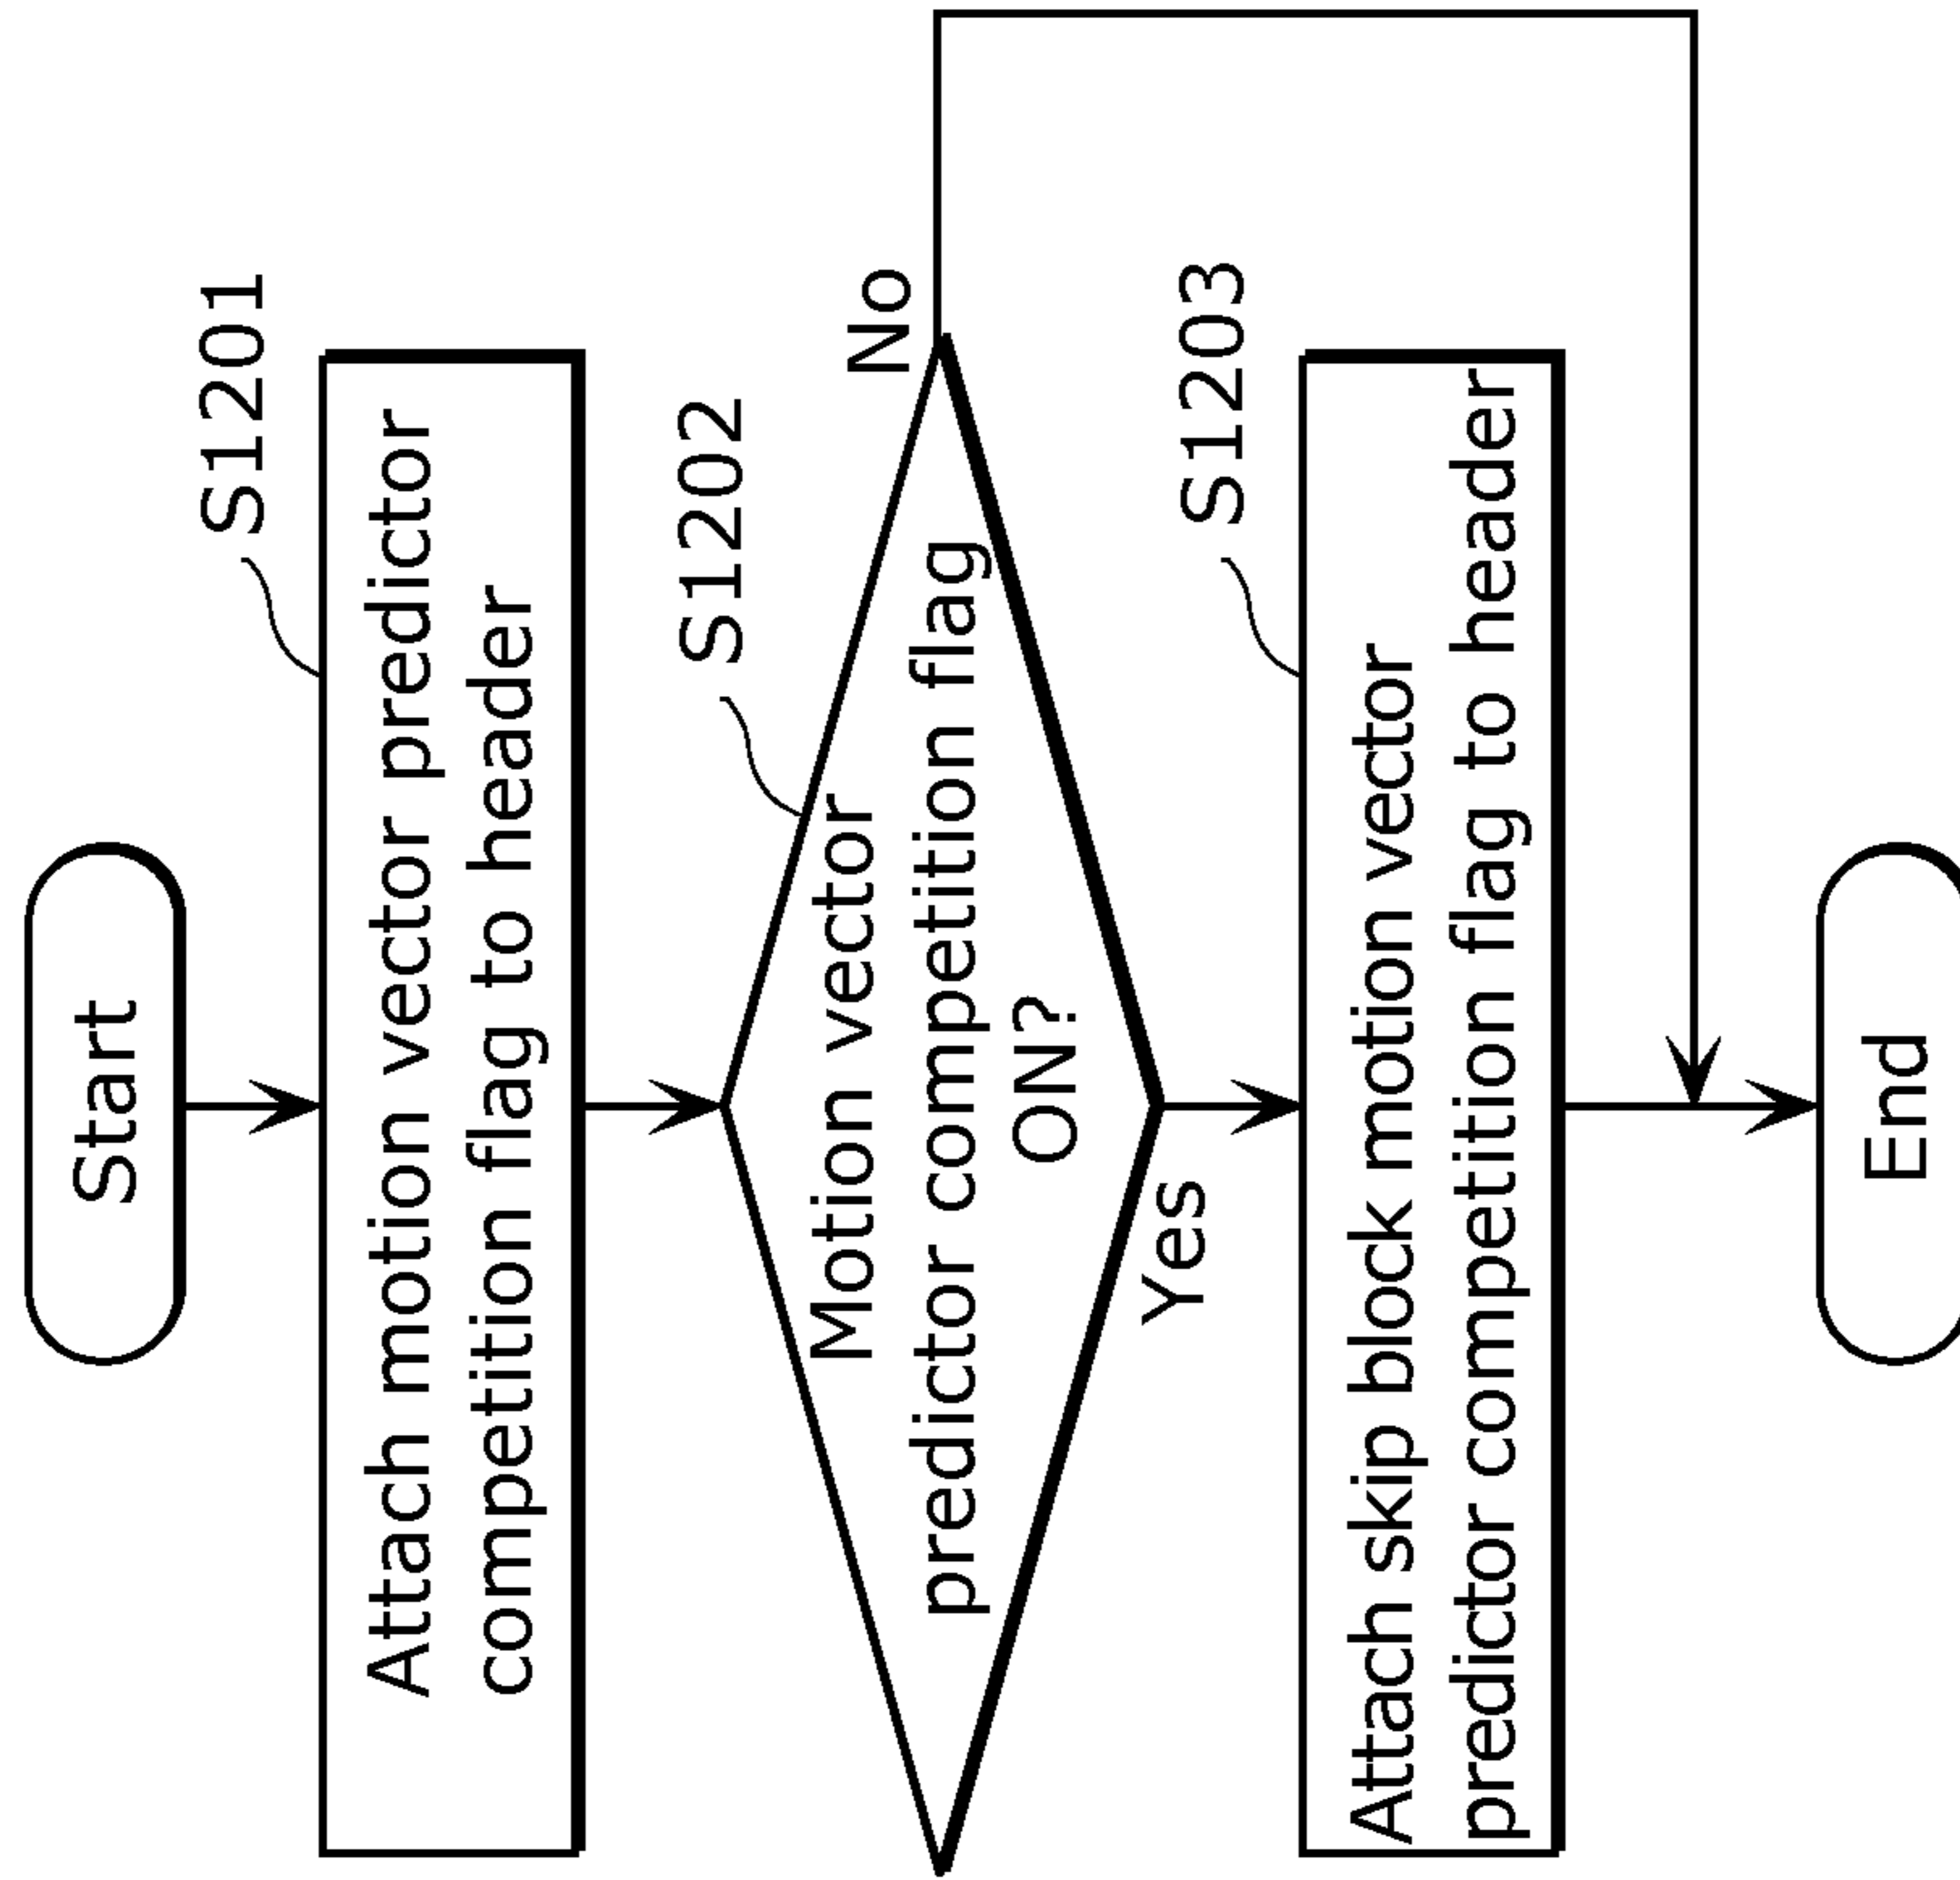 Start
S1201
Attach motion vector predictor
competition flag to header
S1202
Motion vector
predictor competition flag
ON?
No
Yes
S1203
Attach skip block motion vector
predictor competition flag to header
End